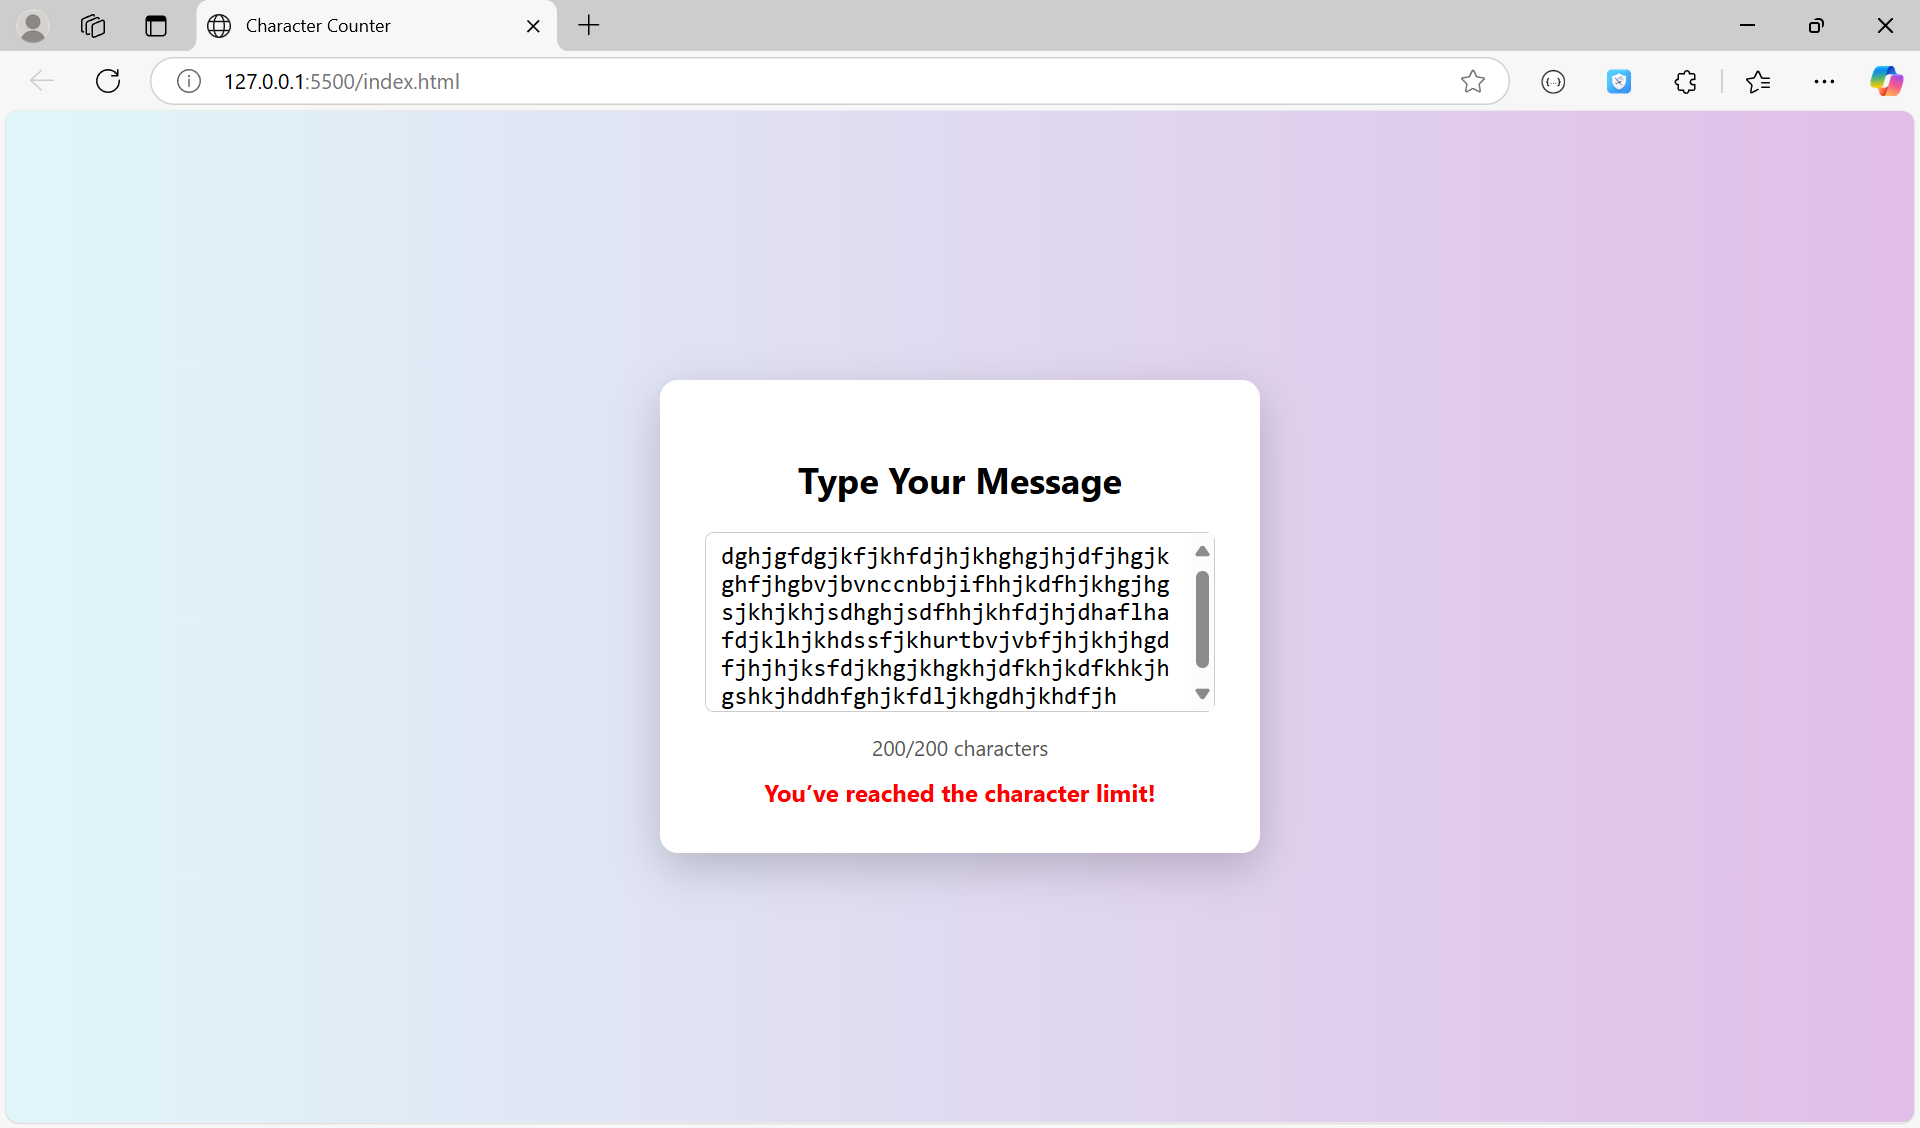 Character Counter
127.0.0.1:5500/index.html
Type Your Message
dghjgfdgjkfjkhfdjhjkhghgjhjdfjhgjk
ghfjhgbvjbvnccnbbjifhhjkdfhjkhgjhg
sjkhjkhjsdhghjsdfhhjkhfdjhjdhaflha
fdjklhjkhdssfjkhurtbvjvbfjhjkhjhgd
fjhjhjksfdjkhgjkhgkhjdfkhjkdfkhkjh
gshkjhddhfghjkfdljkhgdhjkhdfjh
200/200 characters
You’ve reached the character limit!